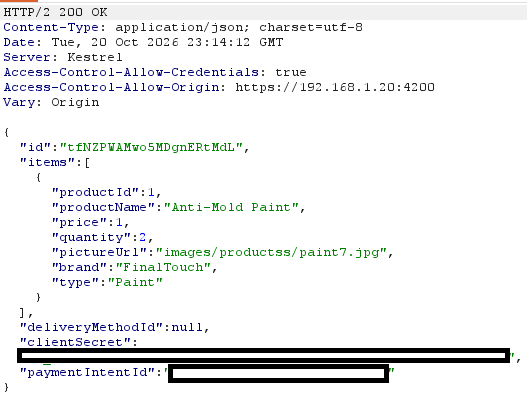 HTTP/2 200 OK
Content-Type: application/json; charset=utf-8
Date: Tue, 20 Oct 2026 23:14:12 GMT
Server: Kestrel
Access-Control-Allow-Credentials: true
Access-Control-Allow-Origin: https://192.168.1.20:4200
Vary: Origin
{
"id":"tfNZPWAMwo5MDgnERtMdL",
"items":[
{
"productId":1,
"productName":"Anti-Mold Paint",
"price":1,
"quantity":2,
"pictureUrl":"images/productss/paint7.jpg",
"brand":"FinalTouch",
"type":"Paint"
}
],
"deliveryMethodId":null,
"clientSecret":
",
"paymentIntentId":" "
}